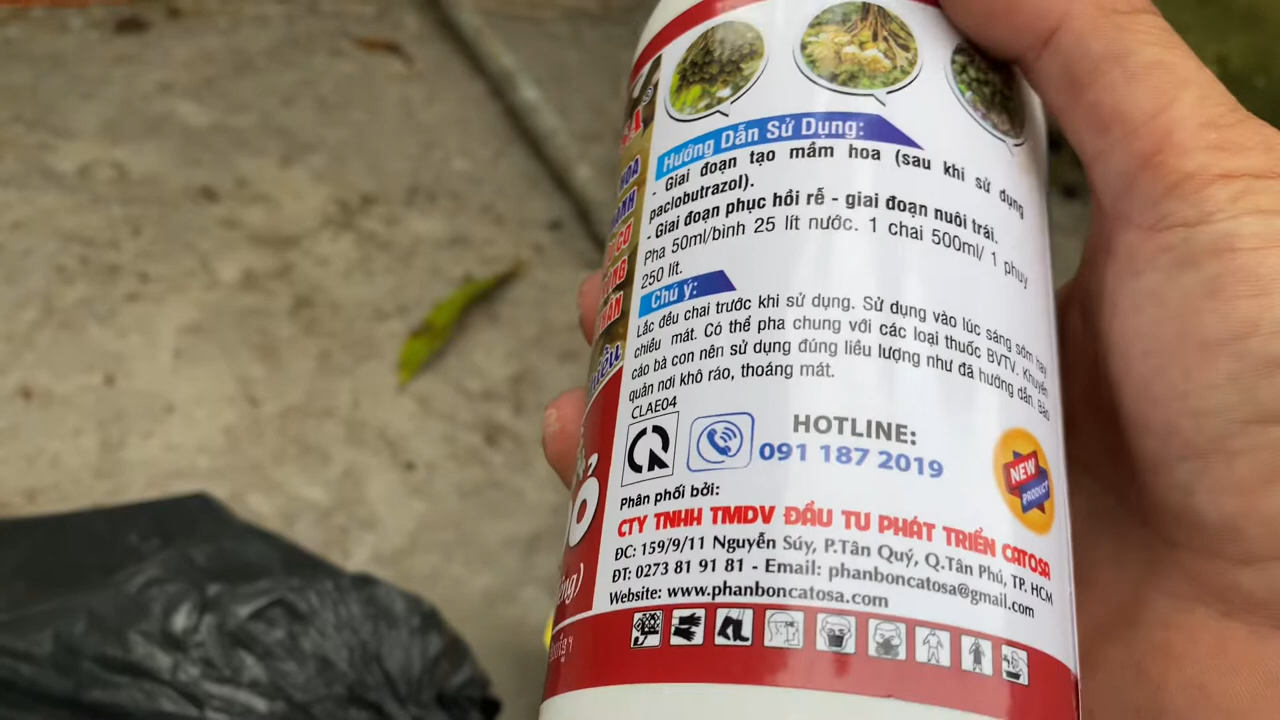 Hướng Dẫn Sử Dụng:
- Giai đoạn tạo mầm hoa (sau khi sử dụng
paclobutrazol).
- Giai đoạn phục hồi rễ - giai đoạn nuôi trái.
Pha 50ml/bình 25 lít nước. 1 chai 500ml/ 1 phuy
250 lít.
Chú ý:
Lắc đều chai trước khi sử dụng. Sử dụng vào lúc sáng sớm hay
chiều mát. Có thể pha chung với các loại thuốc BVTV. Khuyến
cáo bà con nên sử dụng đúng liều lượng như đã hướng dẫn. Bảo
quản nơi khô ráo, thoáng mát.
CLAE04
HOTLINE:
091 187 2019
NEW
PRODUCT
Phân phối bởi:
CTY TNHH TMDV ĐẦU TƯ PHÁT TRIỂN CATOSA
ĐC: 159/9/11 Nguyễn Súy, P.Tân Quý, Q.Tân Phú, TP. HCM
ĐT: 0273 81 91 81 - Email: phanboncatosa@gmail.com
Website: www.phanboncatosa.com